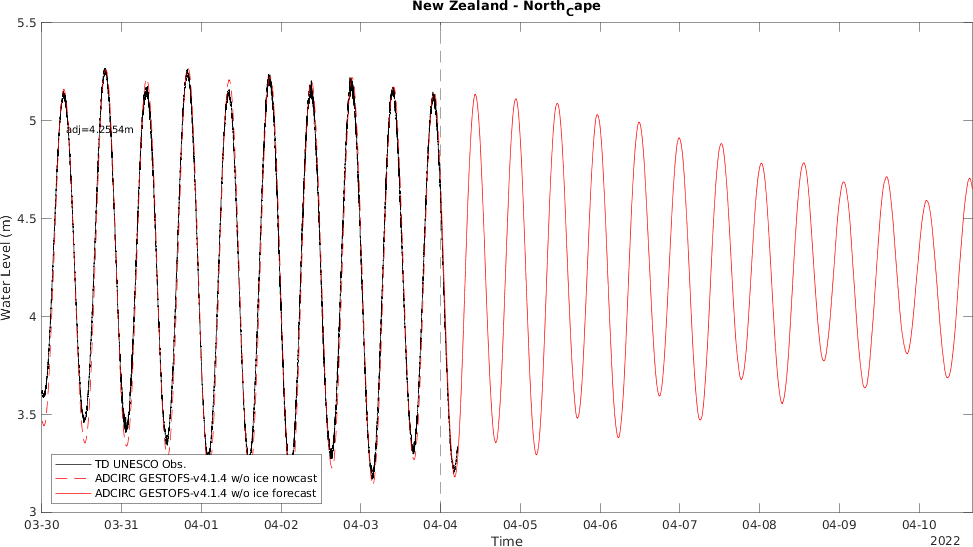 New Zealand - NorthCape
5.5
5
4.5
4
3.5
3
Water Level (m)
adj=4.2554m
TD UNESCO Obs.
ADCIRC GESTOFS-v4.1.4 w/o ice nowcast
ADCIRC GESTOFS-v4.1.4 w/o ice forecast
03-30 03-31 04-01 04-02 04-03 04-04 04-05 04-06 04-07 04-08 04-09 04-10
Time
2022